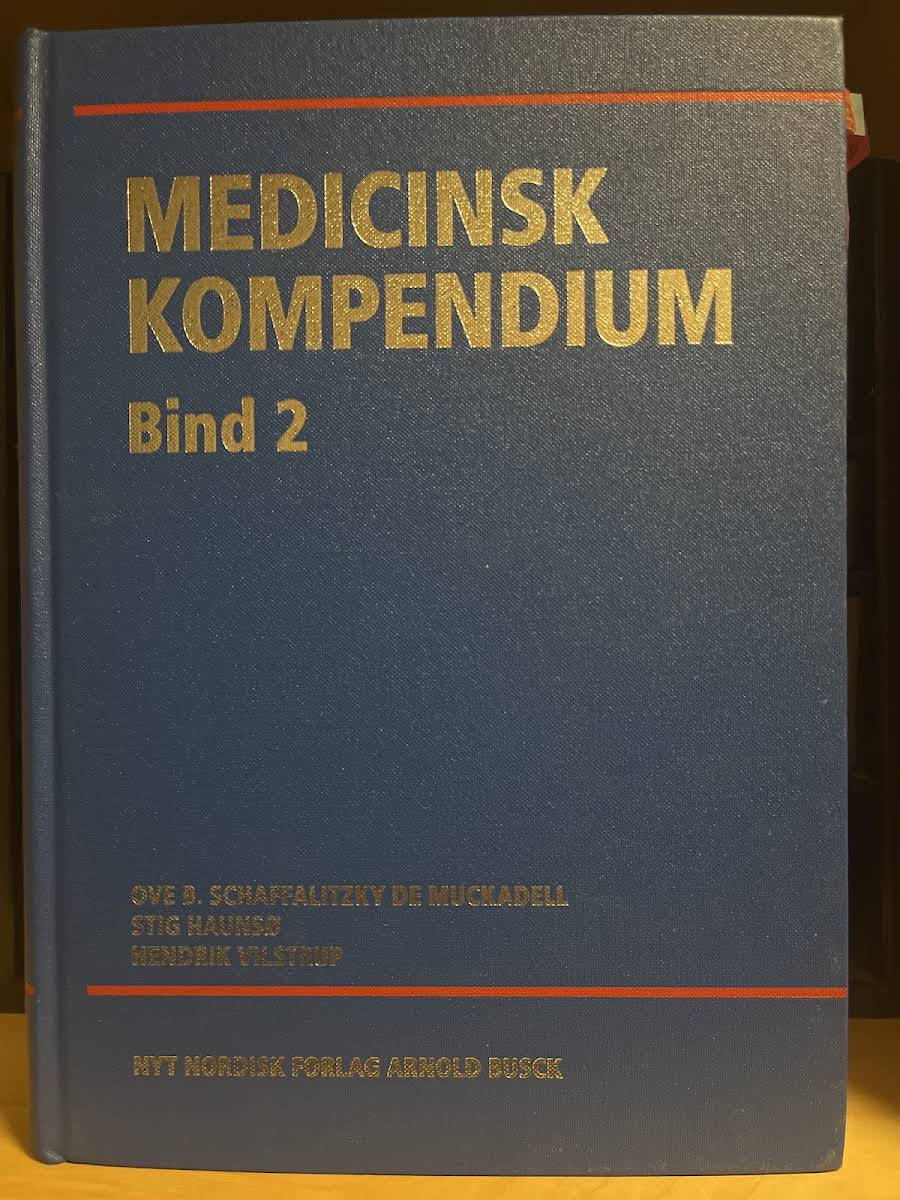 MEDICINSK
KOMPENDIUM
Bind 2
OVE B. SCHAFFALITZKY DE MUCKADELL
STIG HAUNSØ
HENDRIK VILSTRUP
NYT NORDISK FORLAG ARNOLD BUSCK